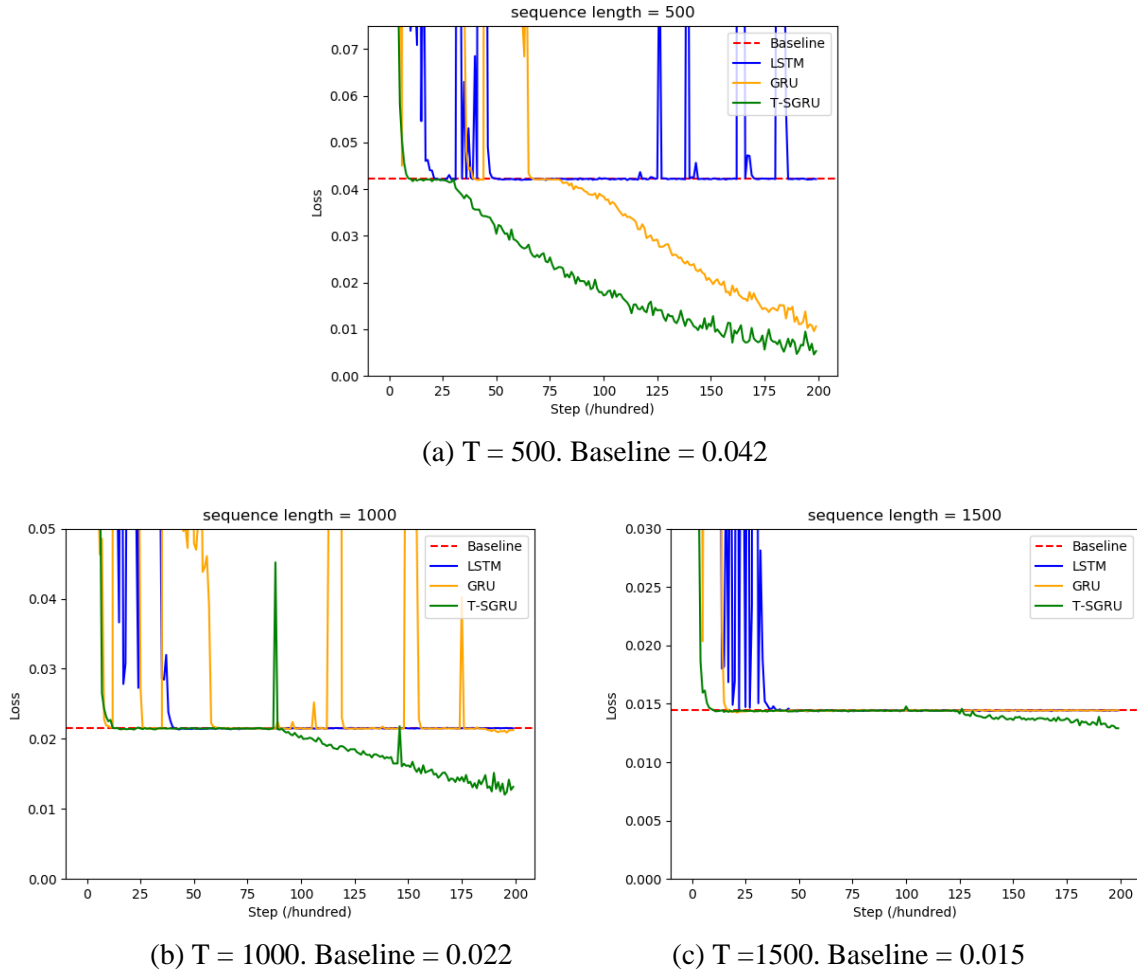 sequence length = 500
0.07
0.06
0.05
0.04
0.03
0.02
0.01
0.00
Loss
Baseline
LSTM
GRU
T-SGRU
0 25 50 75 100 125 150 175 200
Step (/hundred)
(a) T = 500. Baseline = 0.042
sequence length = 1000
0.05
0.04
0.03
0.02
0.01
0.00
Loss
Baseline
LSTM
GRU
T-SGRU
0 25 50 75 100 125 150 175 200
Step (/hundred)
(b) T = 1000. Baseline = 0.022
sequence length = 1500
0.030
0.025
0.020
0.015
0.010
0.005
0.000
Loss
Baseline
LSTM
GRU
T-SGRU
0 25 50 75 100 125 150 175 200
Step (/hundred)
(c) T =1500. Baseline = 0.015